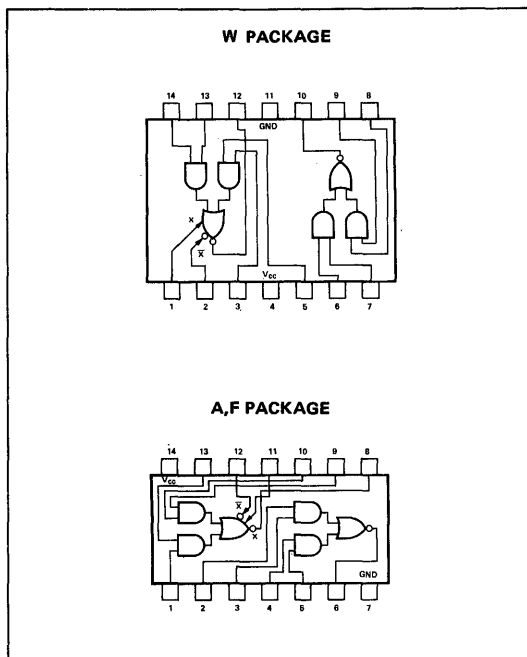 W PACKAGE
14 13 12 11 10 9 8
GND
X
X̅
VCC
1 2 3 4 5 6 7
A,F PACKAGE
14 13 12 11 10 9 8
VCC
X̅
X
GND
1 2 3 4 5 6 7